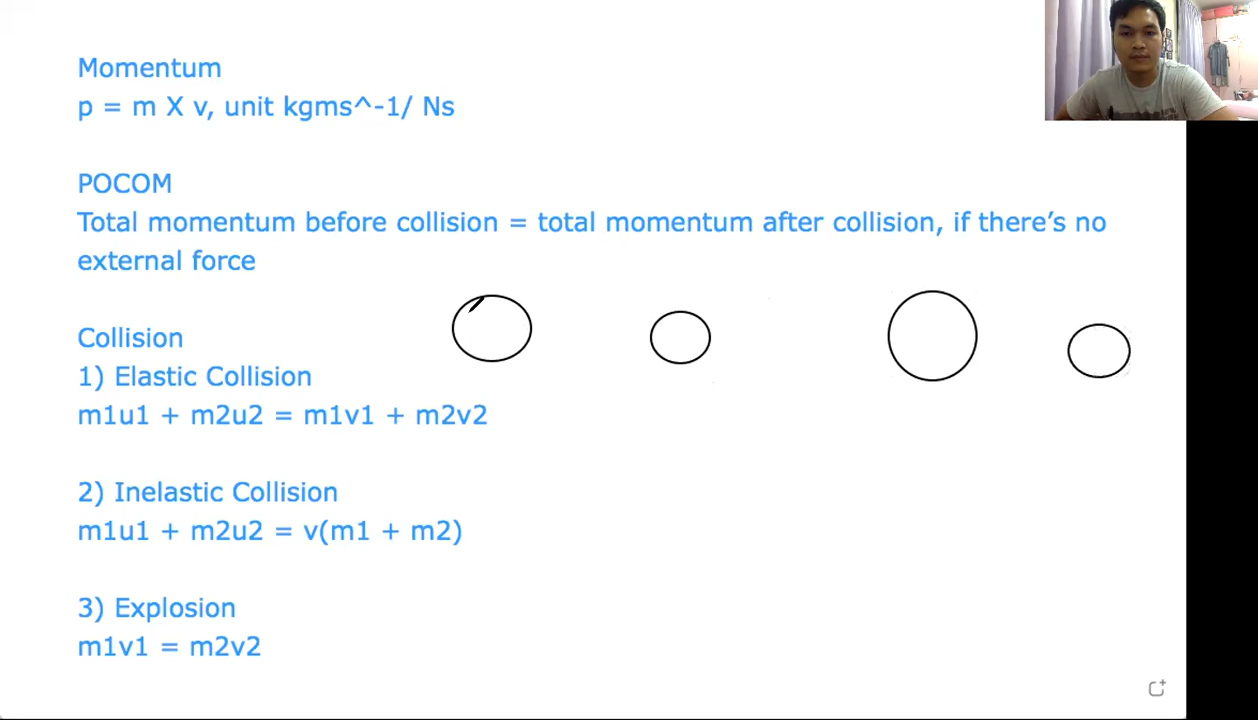 Momentum
p = m X v, unit kgms^-1/ Ns
POCOM
Total momentum before collision = total momentum after collision, if there’s no
external force
Collision
1) Elastic Collision
m1u1 + m2u2 = m1v1 + m2v2
2) Inelastic Collision
m1u1 + m2u2 = v(m1 + m2)
3) Explosion
m1v1 = m2v2